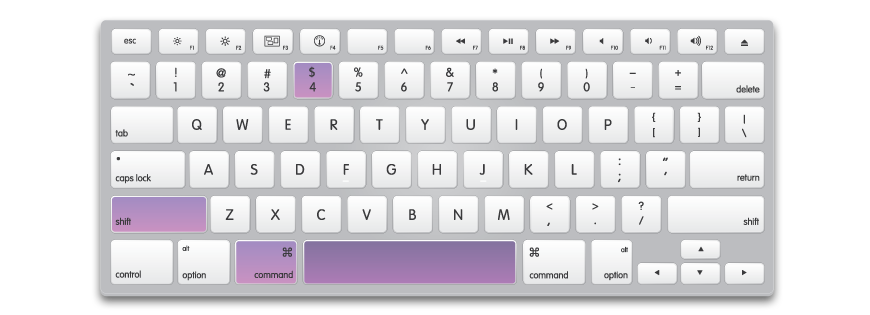 esc F1 F2 F3 F4 F5 F6 F7 F8 F9 F10 F11 F12
~ ! @ # $ % ^ & * ( ) – +
` 1 2 3 4 5 6 7 8 9 0 - = delete
tab Q W E R T Y U I O P { [ } ] | \
caps lock A S D F G H J K L : ; " ' return
shift Z X C V B N M < , > . ? / shift
control alt option ⌘ command ⌘ command alt option